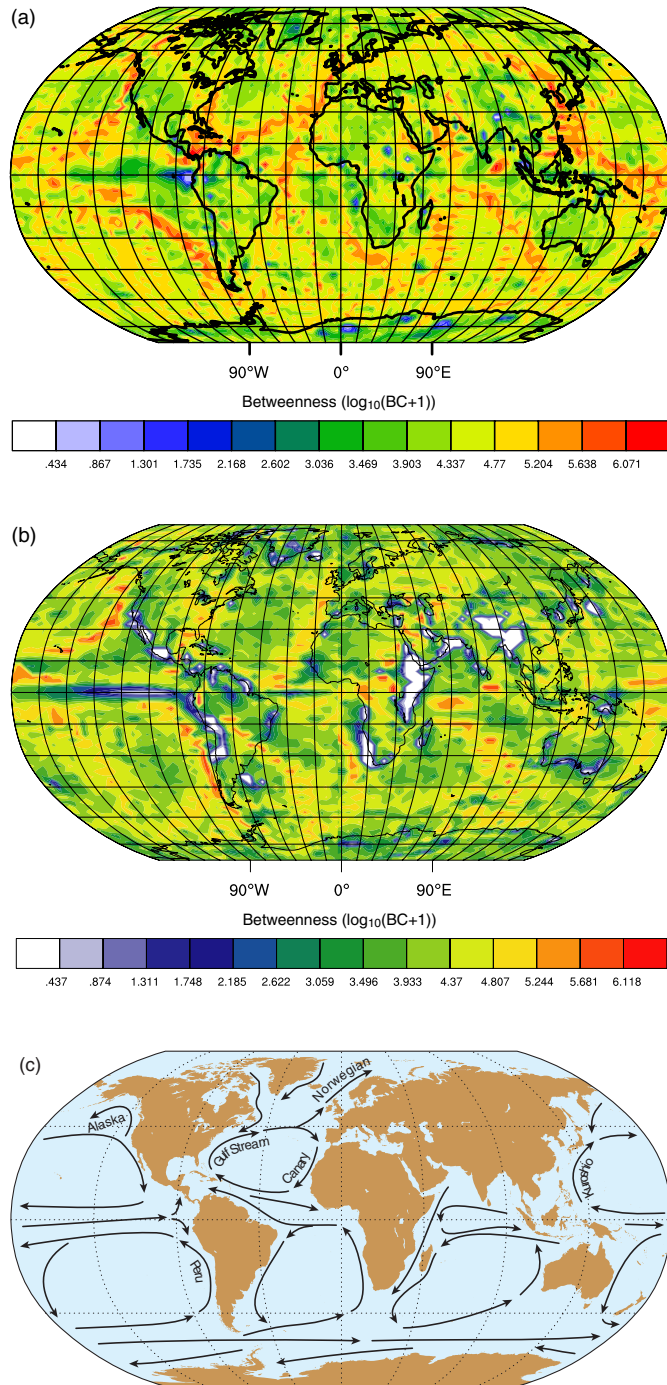 (a)
90°W 0° 90°E
Betweenness (log₁₀(BC+1))
.434 .867 1.301 1.735 2.168 2.602 3.036 3.469 3.903 4.337 4.77 5.204 5.638 6.071
(b)
90°W 0° 90°E
Betweenness (log₁₀(BC+1))
.437 .874 1.311 1.748 2.185 2.622 3.059 3.496 3.933 4.37 4.807 5.244 5.681 6.118
(c)
Norwegian
Alaska
Gulf Stream
Canary
Kuroshio
Peru